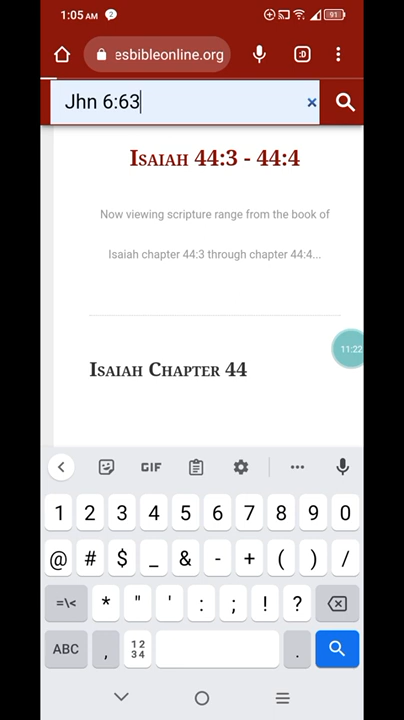 1:05 AM 2 91
esbibleonline.org :D
Jhn 6:63 ×
Isaiah 44:3 - 44:4
Now viewing scripture range from the book of
Isaiah chapter 44:3 through chapter 44:4...
11:22
Isaiah Chapter 44
GIF
1 2 3 4 5 6 7 8 9 0
@ # $ _ & - + ( ) /
=\< * " ' : ; ! ?
ABC , 12 .
34